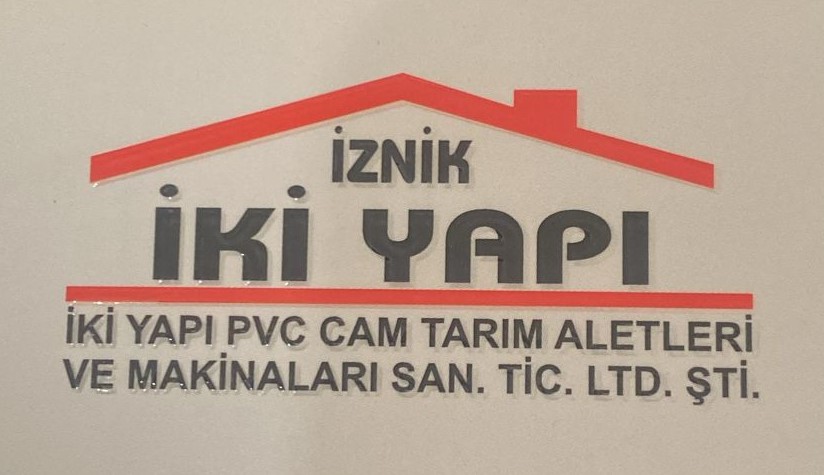 İZNİK
İKİ YAPI
İKİ YAPI PVC CAM TARIM ALETLERİ
VE MAKİNALARI SAN. TİC. LTD. ŞTİ.